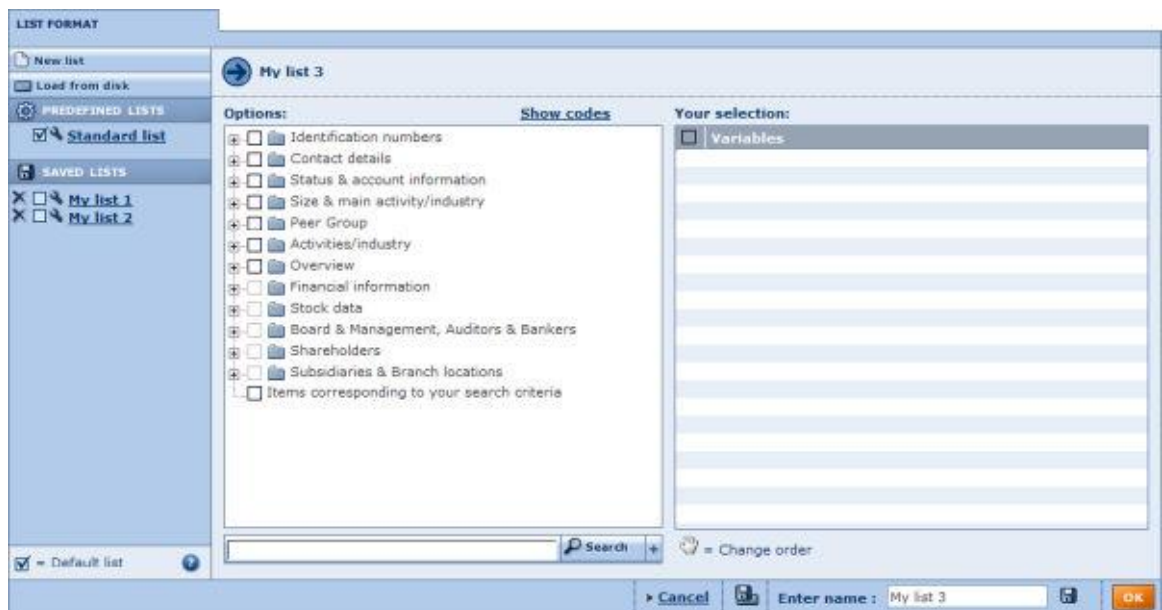 LIST FORMAT
New list
Load from disk
PREDEFINED LISTS
Standard list
SAVED LISTS
My list 1
My list 2
= Default list
My list 3
Options:
Show codes
Identification numbers
Contact details
Status & account information
Size & main activity/industry
Peer Group
Activities/industry
Overview
Financial information
Stock data
Board & Management, Auditors & Bankers
Shareholders
Subsidiaries & Branch locations
Items corresponding to your search criteria
Search +
Your selection:
Variables
= Change order
Cancel
Enter name : My list 3
OK